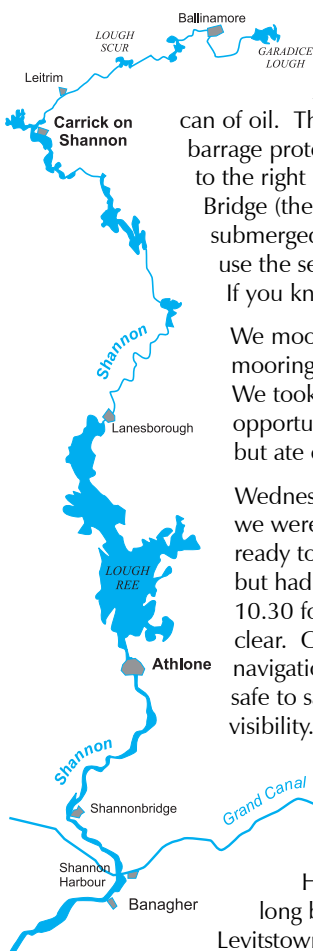 Ballinamore
LOUGH
SCUR
GARADICE
LOUGH
Leitrim
Carrick on
Shannon
Shannon
Lanesborough
LOUGH
REE
Athlone
Shannon
Shannonbridge
Grand Canal
Shannon
Harbour
Banagher
can of oil. Th
barrage prote
to the right
Bridge (the
submerged
use the se
If you kn
We moo
mooring
We took
opportu
but ate o
Wednes
we were
ready to
but had
10.30 fo
clear. C
navigatio
safe to sa
visibility.
H
long b
Levitstown